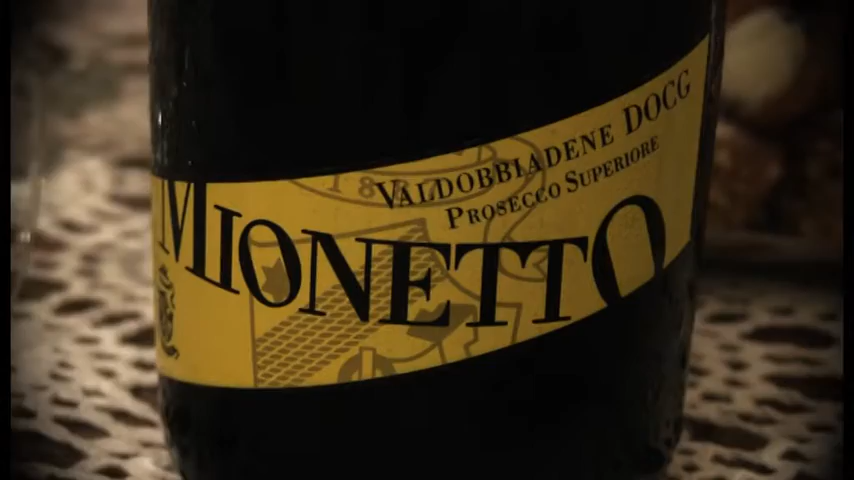 VALDOBBIADENE DOCG
PROSECCO SUPERIORE
MIONETTO